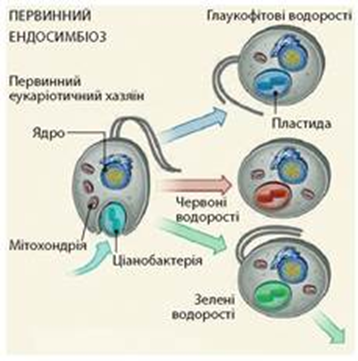 ПЕРВИННИЙ
ЕНДОСИМБІОЗ
Глаукофітові водорості
Первинний
еукаріотичний хазяїн
Ядро
Пластида
Червоні
водорості
Мітохондрія
Ціанобактерія
Зелені
водорості